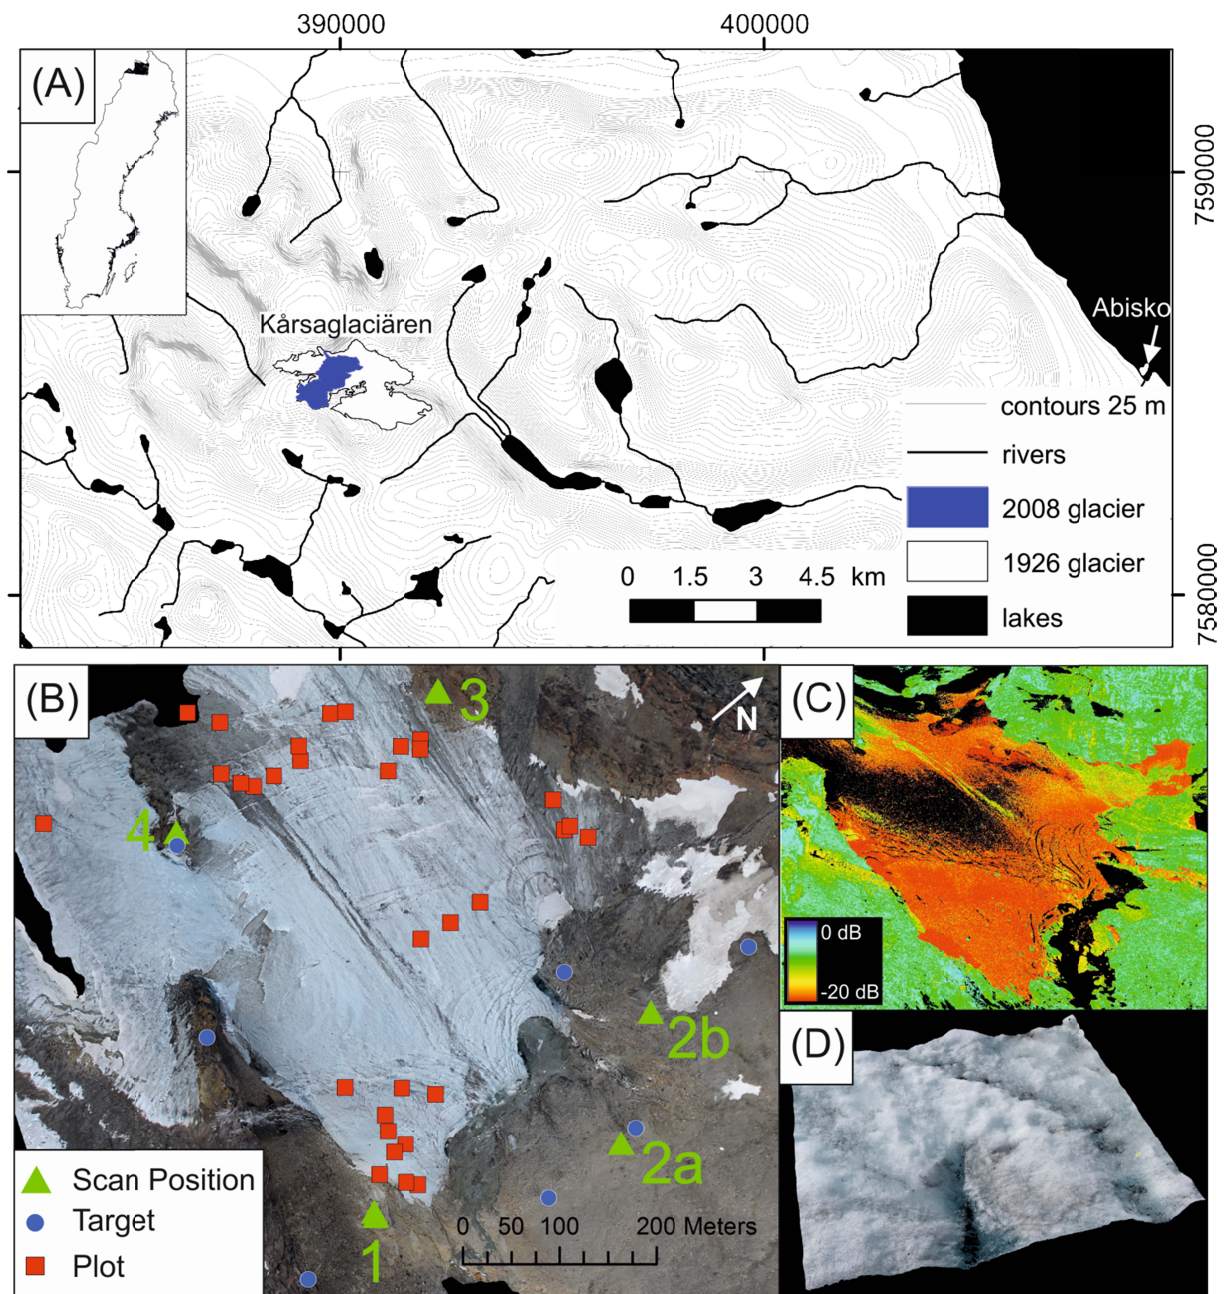 390000
400000
(A)
7590000
Kårsaglaciären
Abisko
contours 25 m
rivers
2008 glacier
1926 glacier
lakes
0 1.5 3 4.5 km
7580000
(B)
3
N
4
2b
2a
1
Scan Position
Target
Plot
0 50 100 200 Meters
(C)
0 dB
-20 dB
(D)